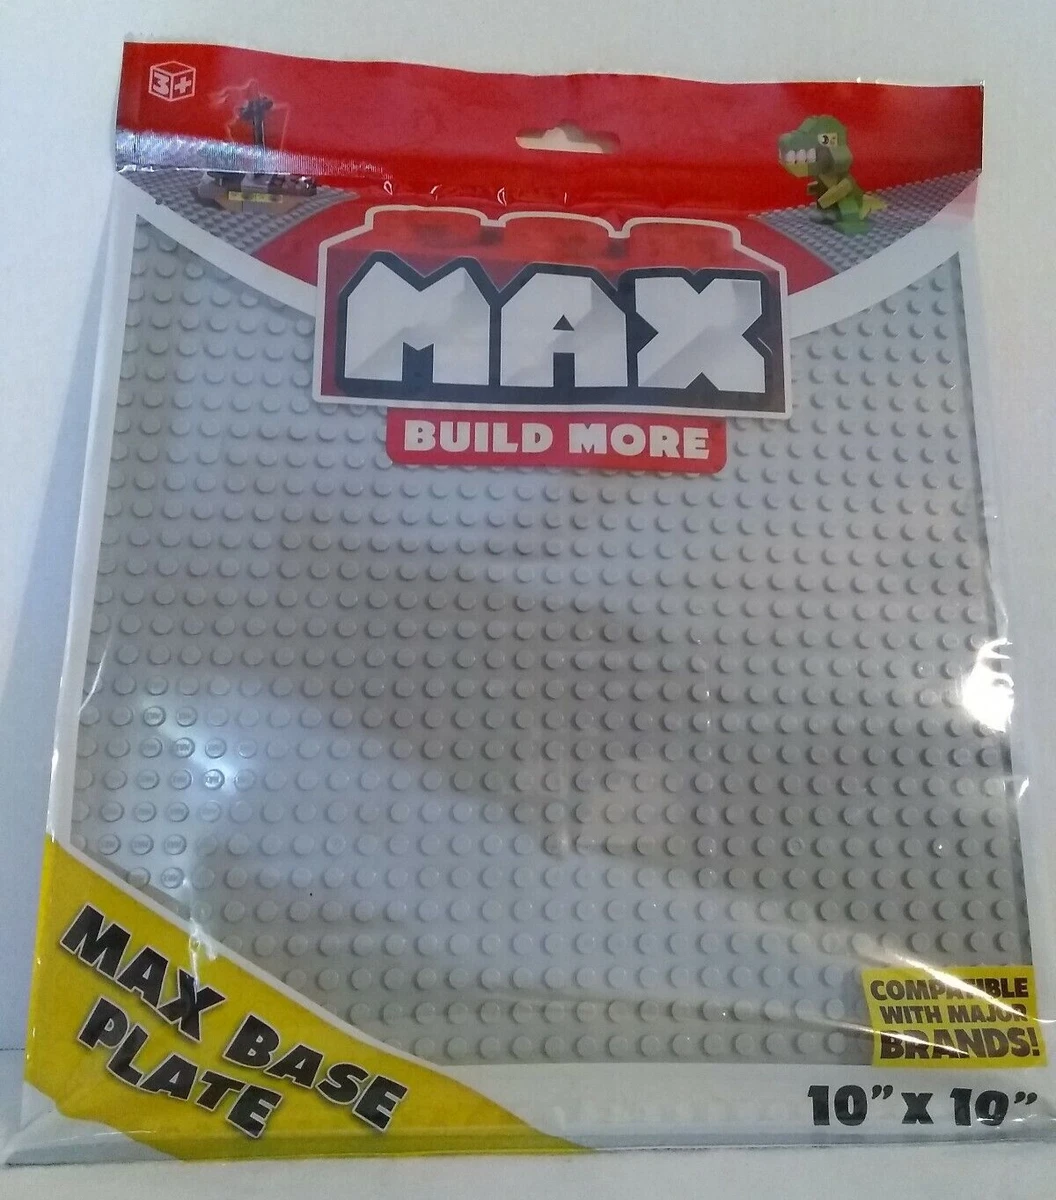 3+
MAX
BUILD MORE
MAX BASE
PLATE
COMPATIBLE
WITH MAJOR
BRANDS!
10” x 10”